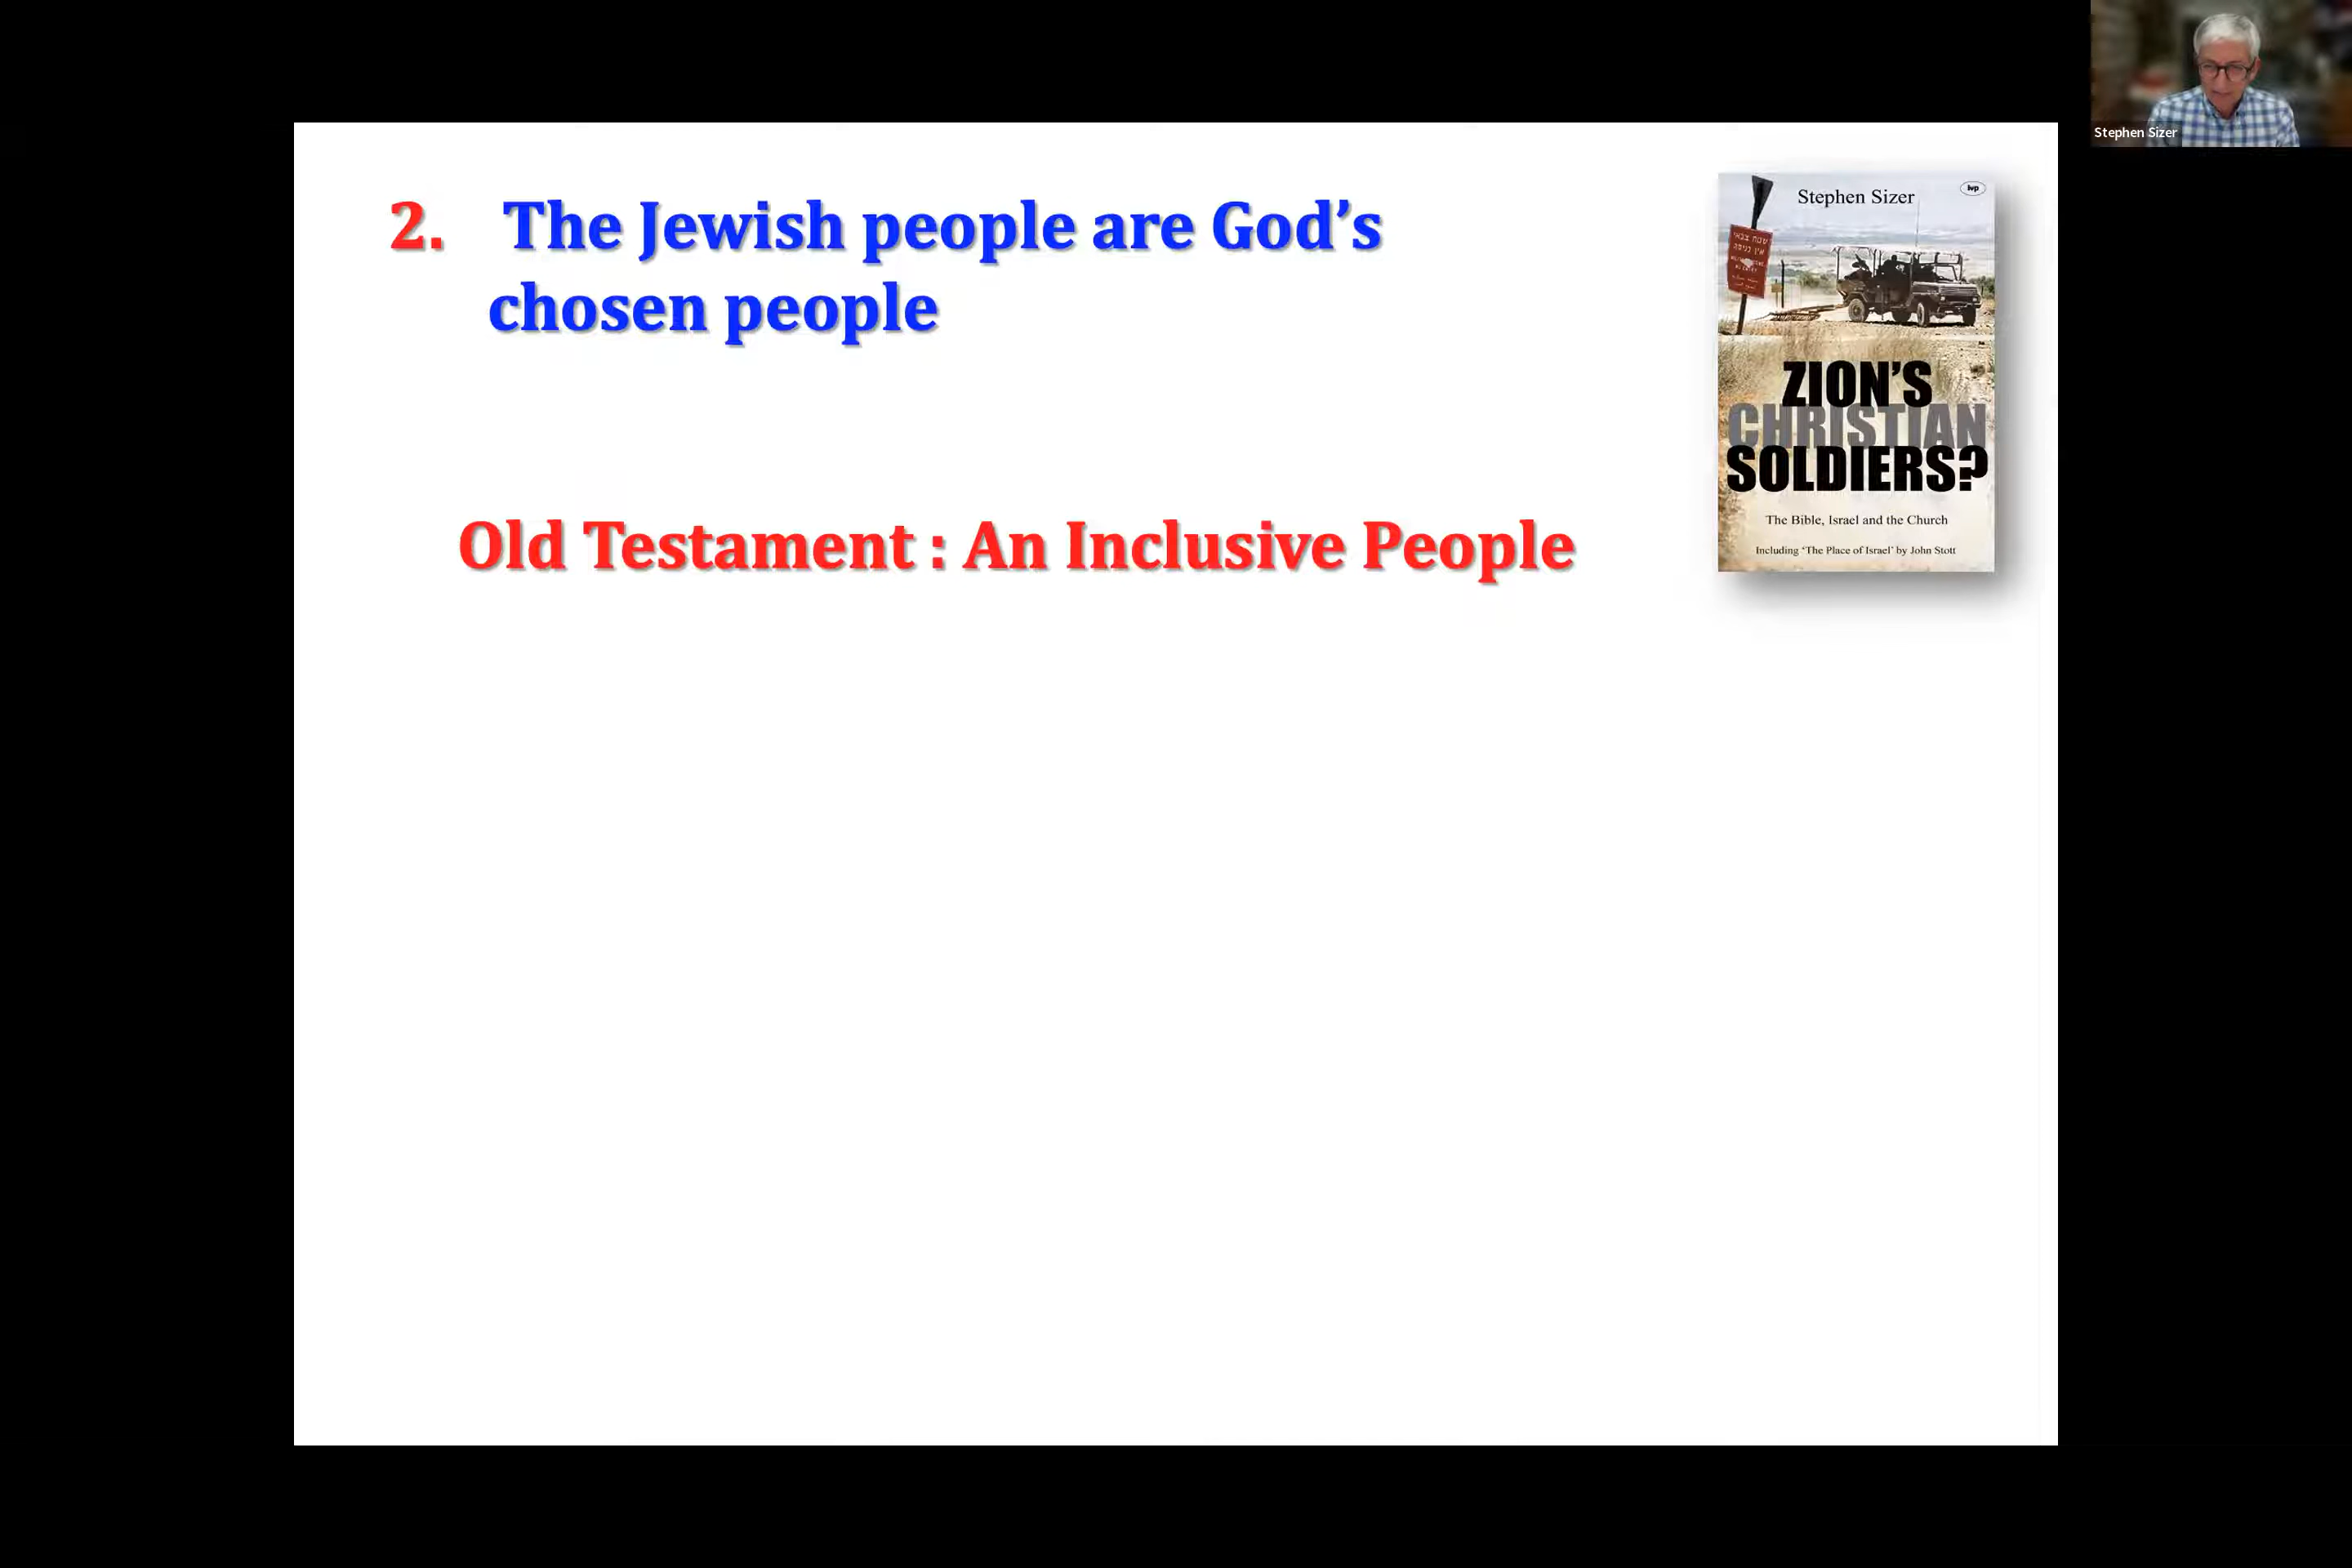 Stephen Sizer
2. The Jewish people are God's
chosen people
Old Testament : An Inclusive People
Stephen Sizer
ivp
ZION'S
CHRISTIAN
SOLDIERS?
The Bible, Israel and the Church
Including 'The Place of Israel' by John Stott